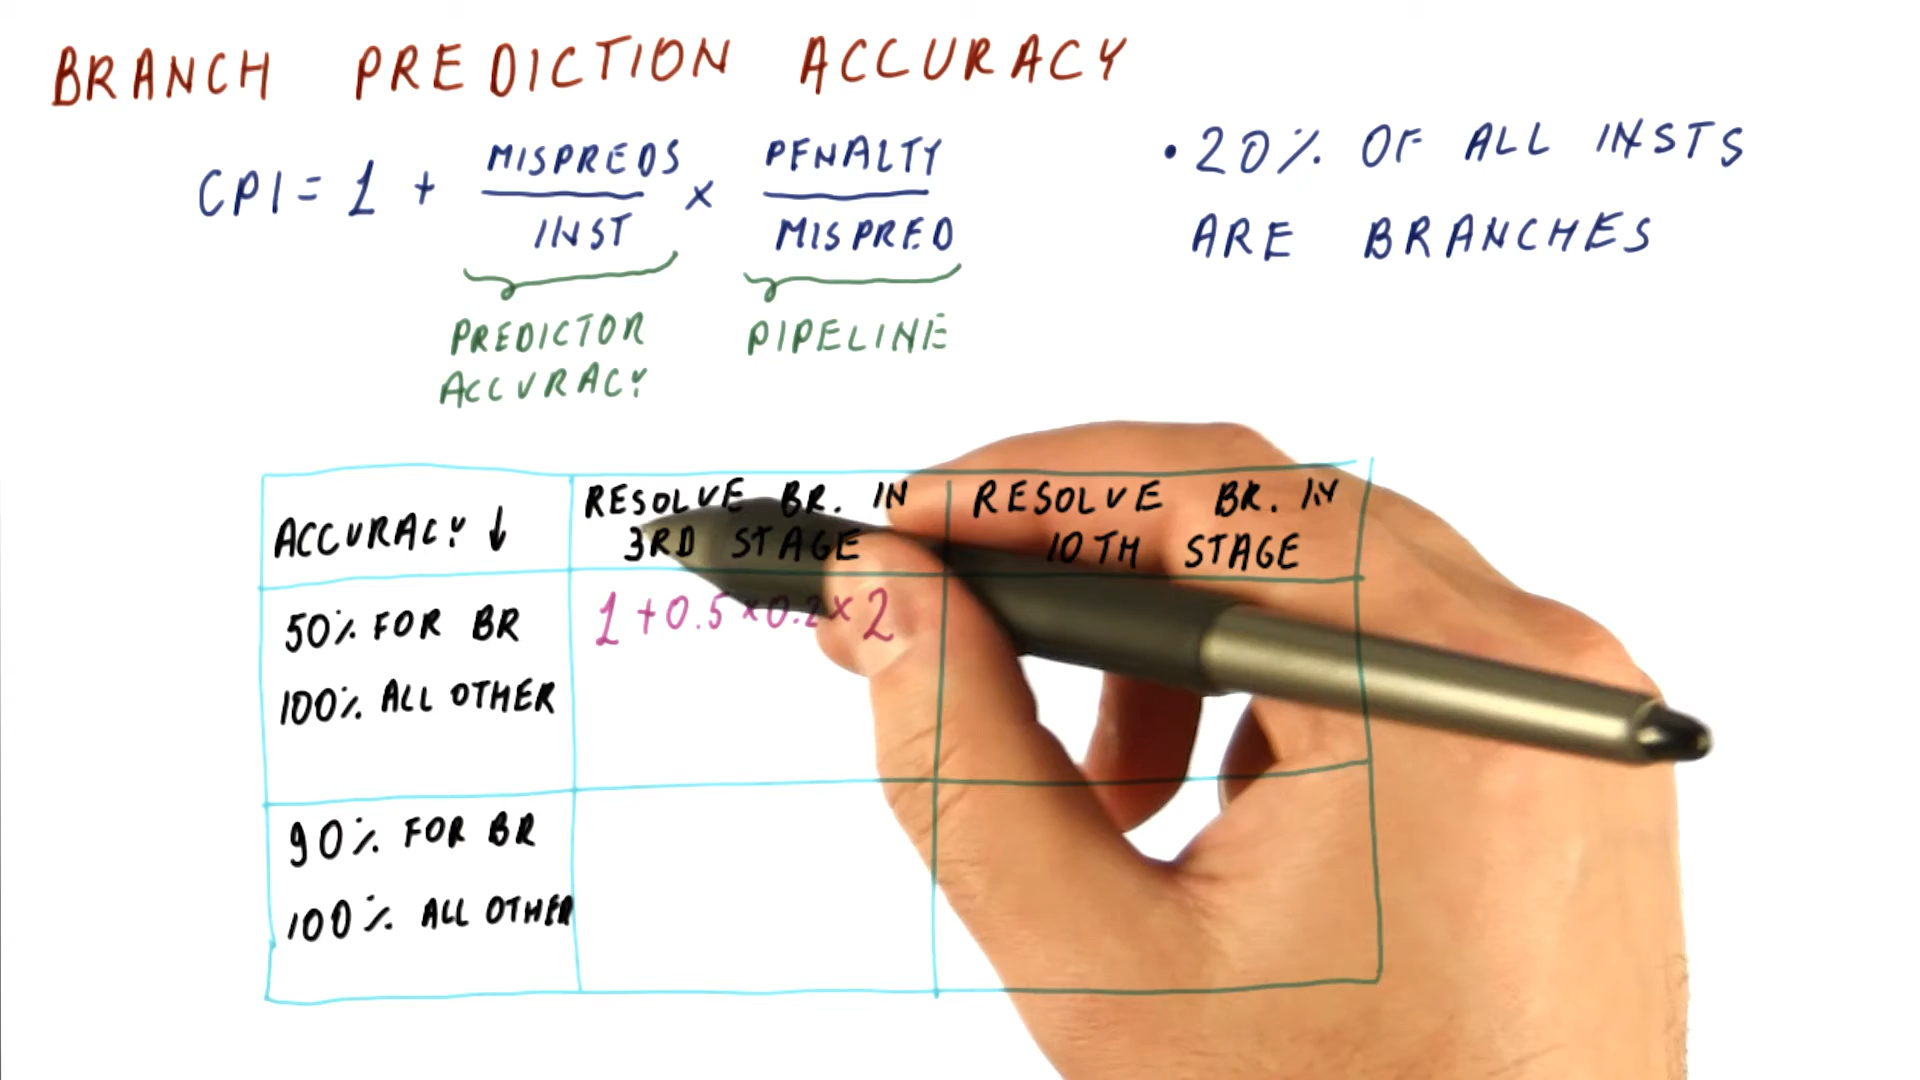 BRANCH PREDICTION ACCURACY
CPI = 1 + MISPREDS / INST × PENALTY / MISPRED
PREDICTOR ACCURACY
PIPELINE
• 20% OF ALL INSTS
ARE BRANCHES
ACCURACY ↓
RESOLVE BR. IN
3RD STAGE
RESOLVE BR. IN
10TH STAGE
50% FOR BR
100% ALL OTHER
1 + 0.5 × 0.2 × 2
90% FOR BR
100% ALL OTHER